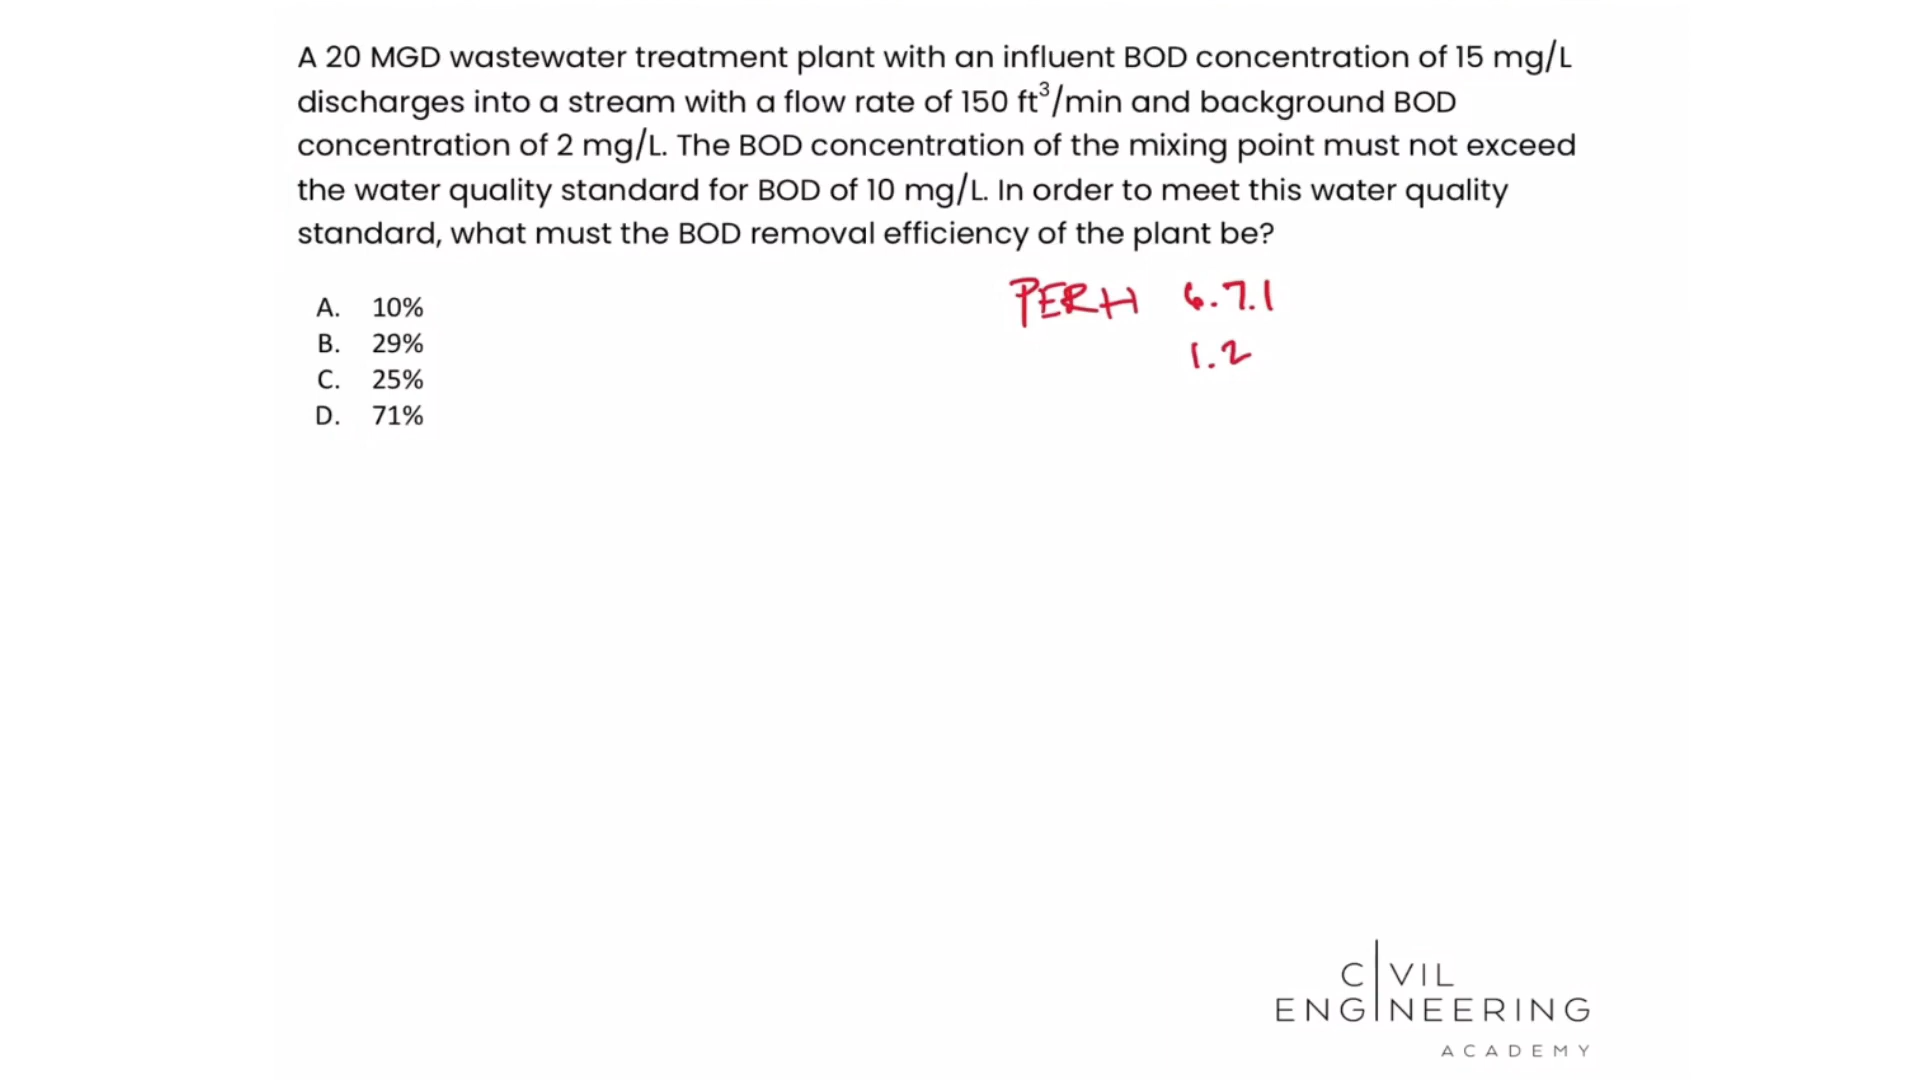 A 20 MGD wastewater treatment plant with an influent BOD concentration of 15 mg/L
discharges into a stream with a flow rate of 150 ft³/min and background BOD
concentration of 2 mg/L. The BOD concentration of the mixing point must not exceed
the water quality standard for BOD of 10 mg/L. In order to meet this water quality
standard, what must the BOD removal efficiency of the plant be?
PERH 6.7.1
1.2
A. 10%
B. 29%
C. 25%
D. 71%
CIVIL
ENGINEERING
ACADEMY